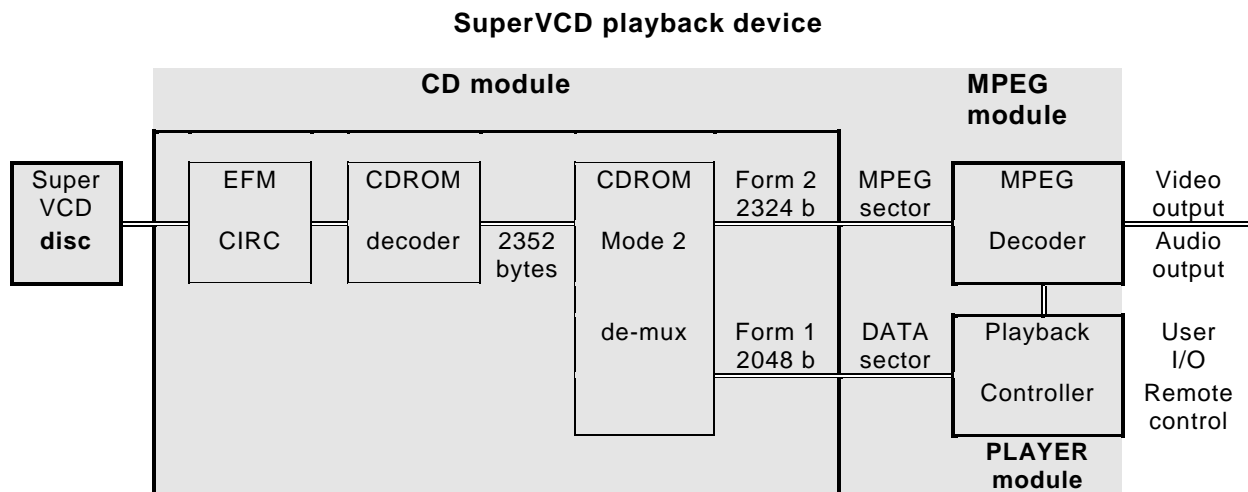 SuperVCD playback device
CD module
MPEG
module
Super
VCD
disc
EFM
CIRC
CDROM
decoder
2352
bytes
CDROM
Mode 2
de-mux
Form 2
2324 b
MPEG
sector
MPEG
Decoder
Video
output
Audio
output
Form 1
2048 b
DATA
sector
Playback
Controller
User
I/O
Remote
control
PLAYER
module